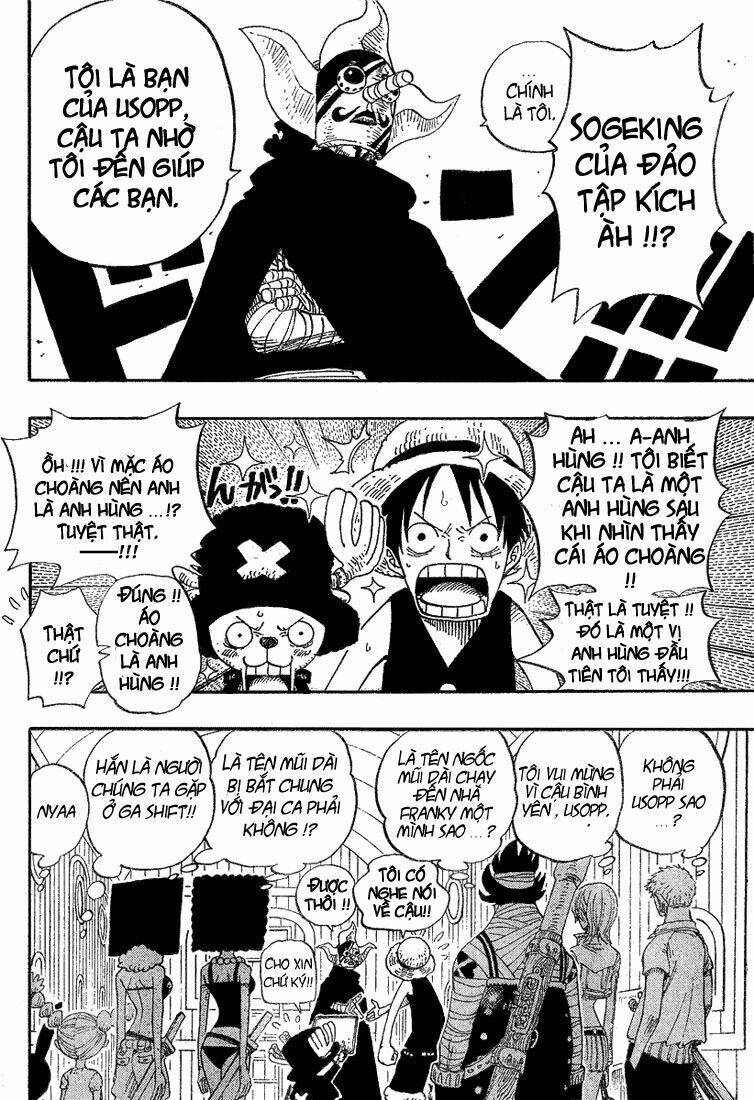 SOGEKING
CỦA ĐẢO
TẬP KÍCH
ÀH !!?
...
CHÍNH
LÀ TÔI.
TÔI LÀ BẠN
CỦA USOPP,
CẬU TA NHỜ
TÔI ĐẾN GIÚP
CÁC BẠN.
AH ... A-ANH
HÙNG !! TÔI BIẾT
CẬU TA LÀ MỘT
ANH HÙNG SAU
KHI NHÌN THẤY
CÁI ÁO CHOÀNG
!!
THẬT LÀ TUYỆT !!
ĐÓ LÀ MỘT VỊ
ANH HÙNG ĐẦU
TIÊN TÔI THẤY!!!
んがっ!!
ỒH !!! VÌ MẶC ÁO
CHOÀNG NÊN ANH
LÀ ANH HÙNG ...!?
TUYỆT THẬT.
——!!!
ĐÚNG !!
ÁO
CHOÀNG
LÀ ANH
HÙNG !!
THẬT
CHỨ
!!?
KHÔNG
PHẢI
USOPP SAO
...?
TÔI VUI MỪNG
VÌ CẬU BÌNH
YÊN, USOPP.
LÀ TÊN NGỐC
MŨI DÀI CHẠY
ĐẾN NHÀ
FRANKY MỘT
MÌNH SAO ...?
LÀ TÊN MŨI DÀI
BỊ BẮT CHUNG
VỚI ĐẠI CA PHẢI
KHÔNG !?
HẮN LÀ NGƯỜI
CHÚNG TA GẶP
Ở GA SHIFT!!
NYAA
TÔI CÓ
NGHE NÓI
VỀ CẬU!!
ĐƯỢC
THÔI !!
CHO XIN
CHỮ KÝ!!